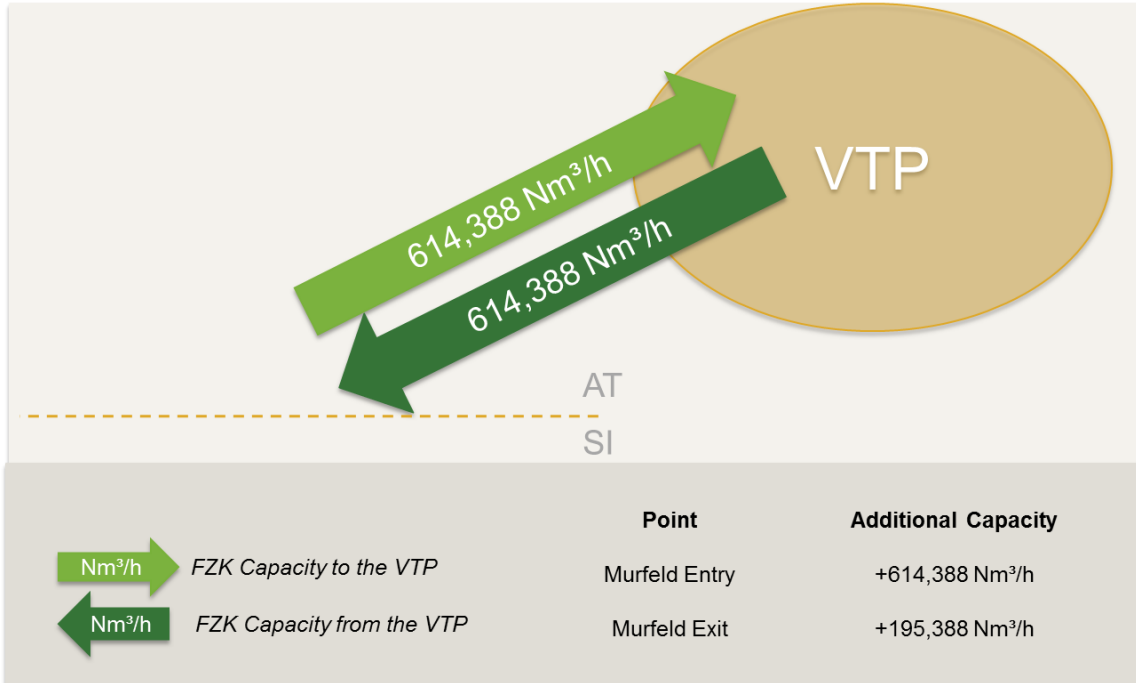 VTP
614,388 Nm³/h
614,388 Nm³/h
AT
SI
Point Additional Capacity
Nm³/h FZK Capacity to the VTP Murfeld Entry +614,388 Nm³/h
Nm³/h FZK Capacity from the VTP Murfeld Exit +195,388 Nm³/h